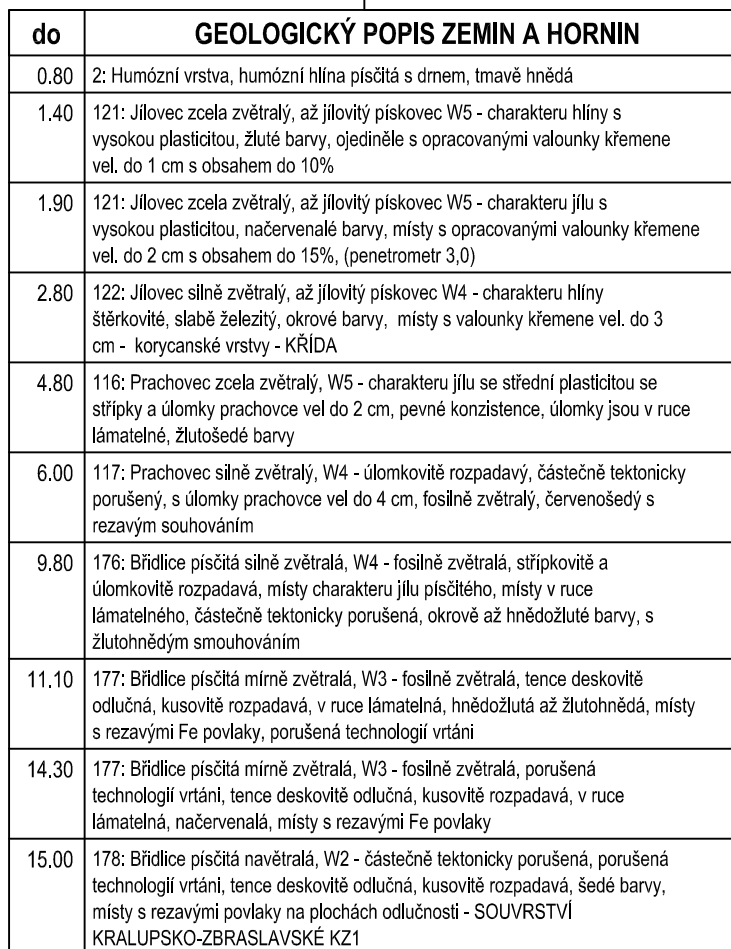 do GEOLOGICKÝ POPIS ZEMIN A HORNIN
0.80 2: Humózní vrstva, humózní hlína písčitá s drnem, tmavě hnědá
1.40 121: Jílovec zcela zvětralý, až jílovitý pískovec W5 - charakteru hlíny s
vysokou plasticitou, žluté barvy, ojediněle s opracovanými valounky křemene
vel. do 1 cm s obsahem do 10%
1.90 121: Jílovec zcela zvětralý, až jílovitý pískovec W5 - charakteru jílu s
vysokou plasticitou, načervenalé barvy, místy s opracovanými valounky křemene
vel. do 2 cm s obsahem do 15%, (penetrometr 3,0)
2.80 122: Jílovec silně zvětralý, až jílovitý pískovec W4 - charakteru hlíny
štěrkovité, slabě železitý, okrové barvy, místy s valounky křemene vel. do 3
cm - korycanské vrstvy - KŘÍDA
4.80 116: Prachovec zcela zvětralý, W5 - charakteru jílu se střední plasticitou se
střípky a úlomky prachovce vel do 2 cm, pevné konzistence, úlomky jsou v ruce
lámatelné, žlutošedé barvy
6.00 117: Prachovec silně zvětralý, W4 - úlomkovitě rozpadavý, částečně tektonicky
porušený, s úlomky prachovce vel do 4 cm, fosilně zvětralý, červenošedý s
rezavým souhováním
9.80 176: Břidlice písčitá silně zvětralá, W4 - fosilně zvětralá, střípkovitě a
úlomkovitě rozpadavá, místy charakteru jílu písčitého, místy v ruce
lámatelného, částečně tektonicky porušená, okrově až hnědožluté barvy, s
žlutohnědým smouhováním
11.10 177: Břidlice písčitá mírně zvětralá, W3 - fosilně zvětralá, tence deskovitě
odlučná, kusovitě rozpadavá, v ruce lámatelná, hnědožlutá až žlutohnědá, místy
s rezavými Fe povlaky, porušená technologií vrtáni
14.30 177: Břidlice písčitá mírně zvětralá, W3 - fosilně zvětralá, porušená
technologií vrtáni, tence deskovitě odlučná, kusovitě rozpadavá, v ruce
lámatelná, načervenalá, místy s rezavými Fe povlaky
15.00 178: Břidlice písčitá navětralá, W2 - částečně tektonicky porušená, porušená
technologií vrtáni, tence deskovitě odlučná, kusovitě rozpadavá, šedé barvy,
místy s rezavými povlaky na plochách odlučnosti - SOUVRSTVÍ
KRALUPSKO-ZBRASLAVSKÉ KZ1